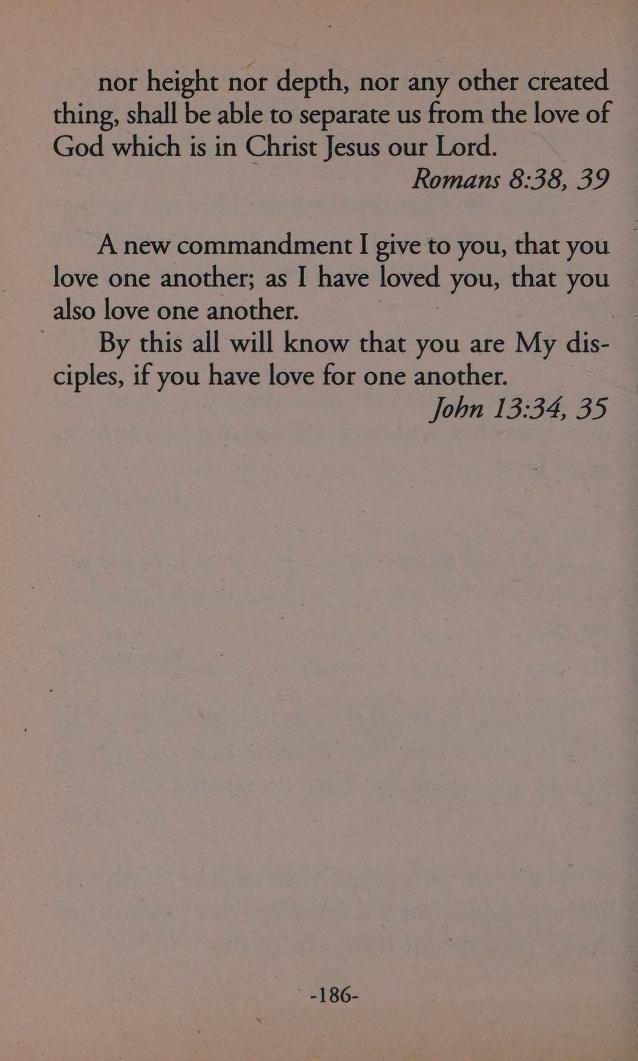 nor height nor depth, nor any other created
thing, shall be able to separate us from the love of
God which is in Christ Jesus our Lord.
Romans 8:38, 39
A new commandment I give to you, that you
love one another; as I have loved you, that you
also love one another.
By this all will know that you are My dis-
ciples, if you have love for one another.
John 13:34, 35
-186-